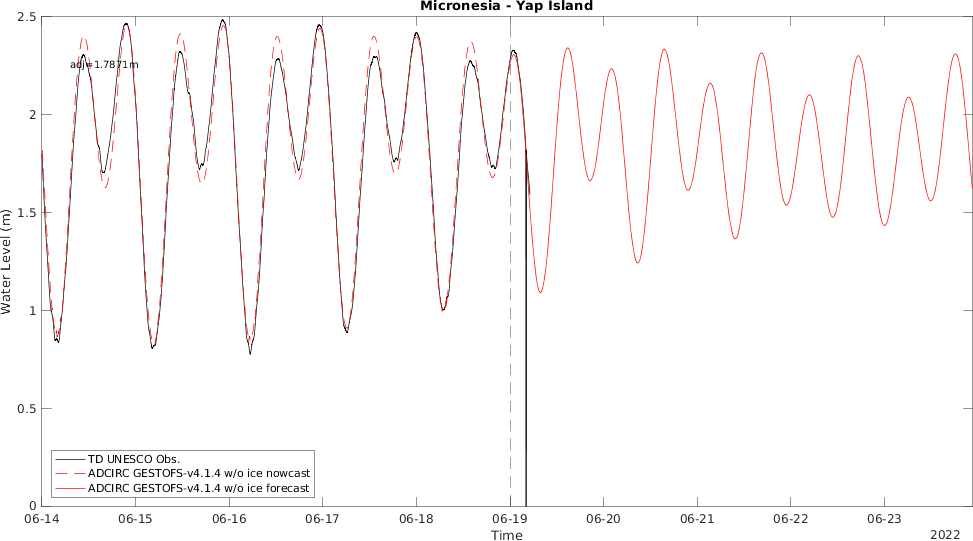 Micronesia - Yap Island
2.5
adj=1.7871m
2
1.5
Water Level (m)
1
0.5
TD UNESCO Obs.
ADCIRC GESTOFS-v4.1.4 w/o ice nowcast
ADCIRC GESTOFS-v4.1.4 w/o ice forecast
0
06-14 06-15 06-16 06-17 06-18 06-19 06-20 06-21 06-22 06-23
Time
2022